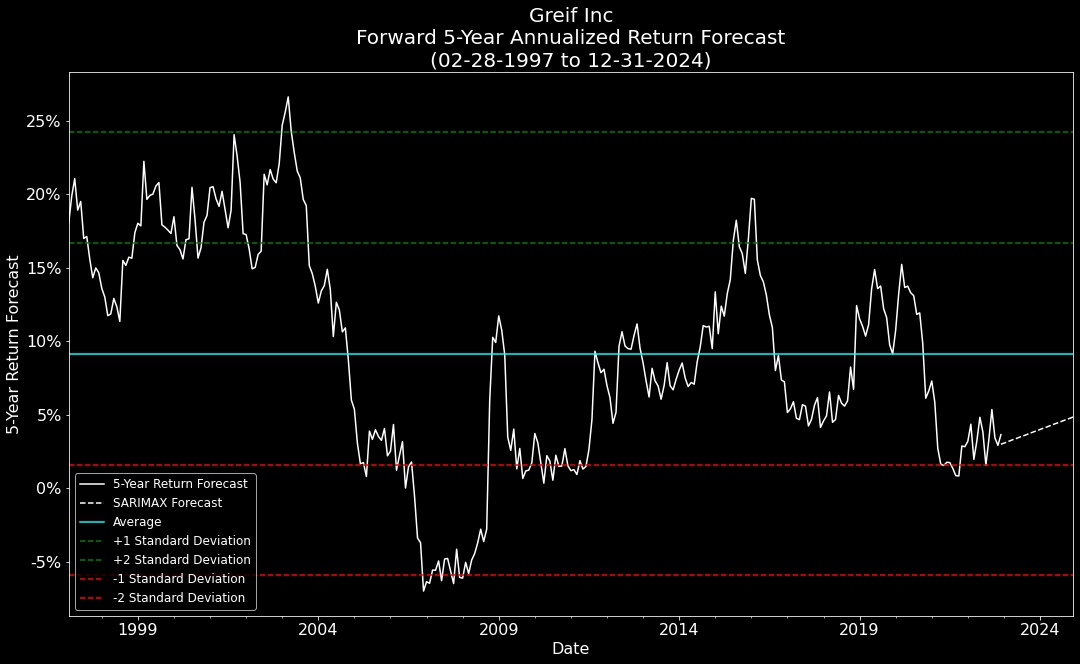 Greif Inc
Forward 5-Year Annualized Return Forecast
(02-28-1997 to 12-31-2024)
5-Year Return Forecast
25%
20%
15%
10%
5%
0%
-5%
5-Year Return Forecast
SARIMAX Forecast
Average
+1 Standard Deviation
+2 Standard Deviation
-1 Standard Deviation
-2 Standard Deviation
1999 2004 2009 2014 2019 2024
Date